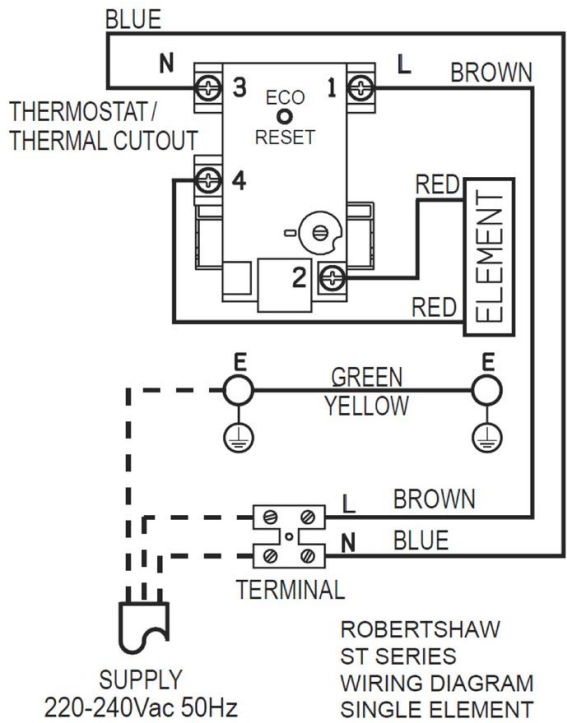 BLUE
N
L
BROWN
3
ECO
1
THERMOSTAT/
THERMAL CUTOUT
RESET
4
RED
ELEMENT
2
RED
E
E
GREEN
YELLOW
L
BROWN
N
BLUE
TERMINAL
SUPPLY
220-240Vac 50Hz
ROBERTSHAW
ST SERIES
WIRING DIAGRAM
SINGLE ELEMENT